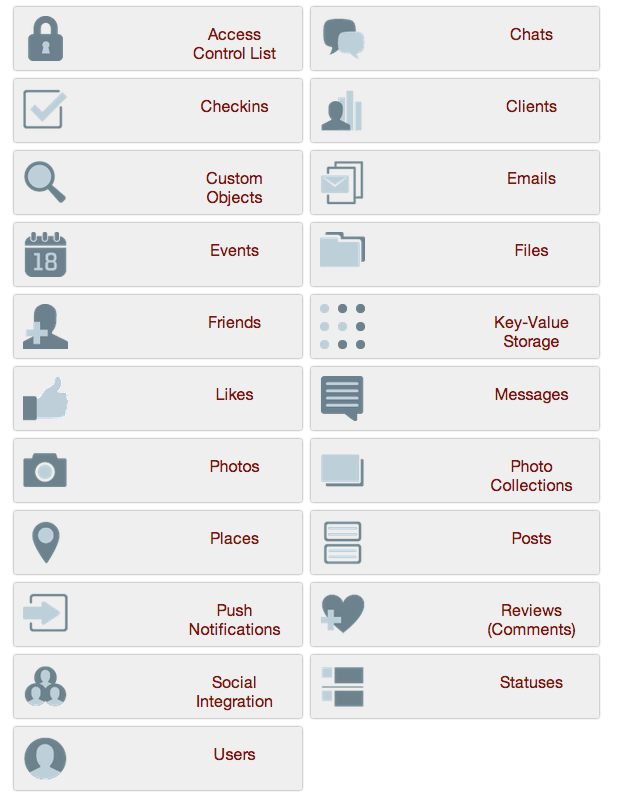 Access
Control List
Chats
Checkins
Clients
Custom
Objects
Emails
Events
18
Files
Friends
Key-Value
Storage
Likes
Messages
Photos
Photo
Collections
Places
Posts
Push
Notifications
Reviews
(Comments)
Social
Integration
Statuses
Users